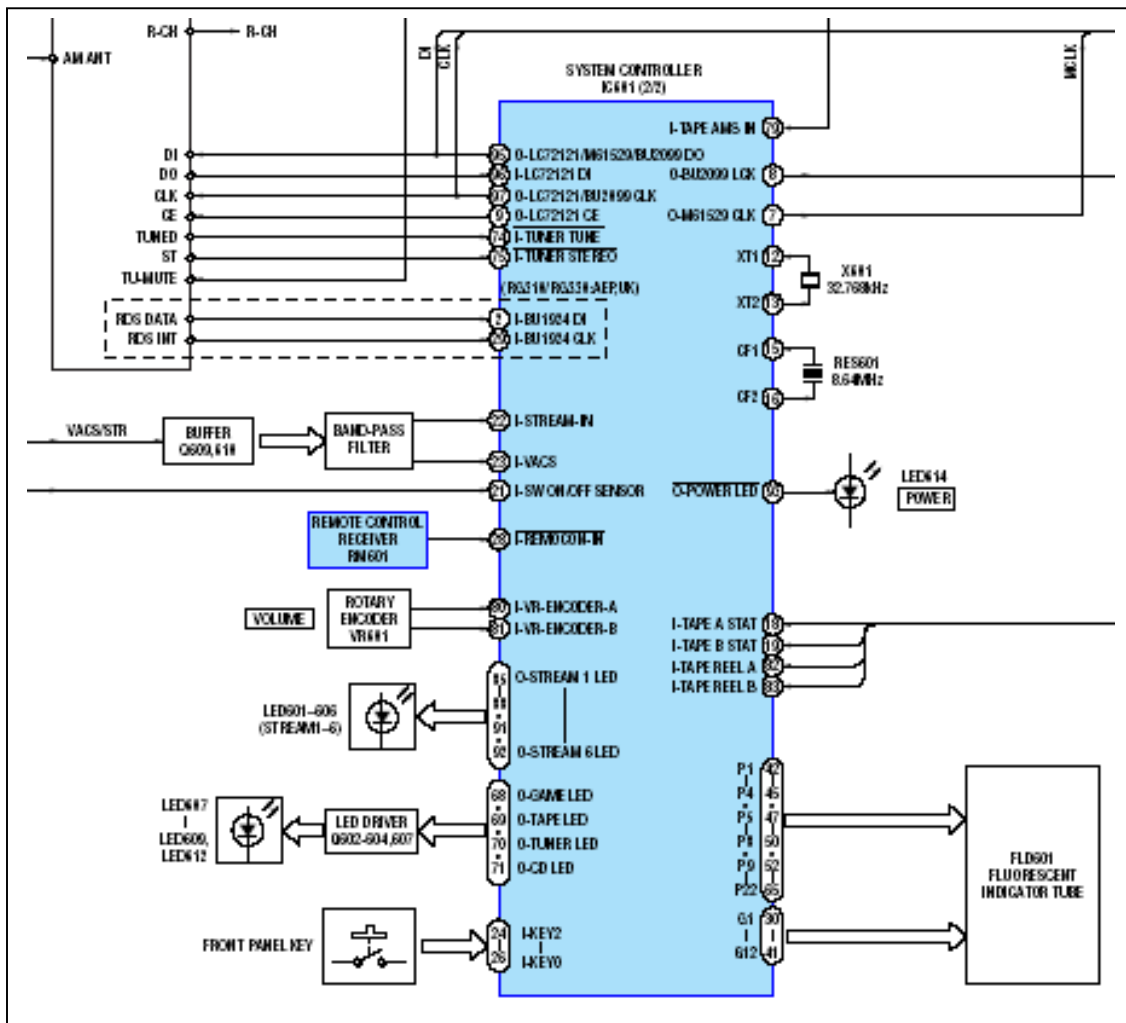 R-CH R-CH
AM ANT
DI
CLK
MCLK
SYSTEM CONTROLLER
IC601 (2/2)
I-TAPE AMS IN 79
DI 95 O-LC72121/M61529/BU2099 DO
DO 96 I-LC72121 DI
O-BU2099 LCK 8
CLK 97 O-LC72121/BU2099 CLK
CE 9 O-LC72121 CE
O-M61529 CLK 7
TUNED 74 I-TUNER TUNE
ST 75 I-TUNER STEREO
XT1 12
TU-MUTE
X601
32.768kHz
(RG310/RG330:AEP,UK)
XT2 13
RDS DATA 2 I-BU1924 DI
RDS INT 29 I-BU1924 CLK
CF1 15
RES601
8.64MHz
CF2 16
VACS/STR
BUFFER
Q609,610
BAND-PASS
FILTER
22 I-STREAM-IN
23 I-VACS
21 I-SW ON/OFF SENSOR
O-POWER LED 93
LED614
POWER
REMOTE CONTROL
RECEIVER
RM601
28 I-REMOCON-IN
VOLUME
ROTARY
ENCODER
VR601
80 I-VR-ENCODER-A
81 I-VR-ENCODER-B
I-TAPE A STAT 18
I-TAPE B STAT 19
I-TAPE REEL A 82
I-TAPE REEL B 83
LED601–606
(STREAM1–6)
85 O-STREAM 1 LED
88
91
92 O-STREAM 6 LED
LED607
LED609,
LED612
LED DRIVER
Q602-604,607
68 O-GAME LED
69 O-TAPE LED
70 O-TUNER LED
71 O-CD LED
P1 42
P4 45
P5 47
P8 50
P9 52
P22 65
FLD601
FLUORESCENT
INDICATOR TUBE
FRONT PANEL KEY
24 I-KEY2
26 I-KEY0
G1 30
G12 41